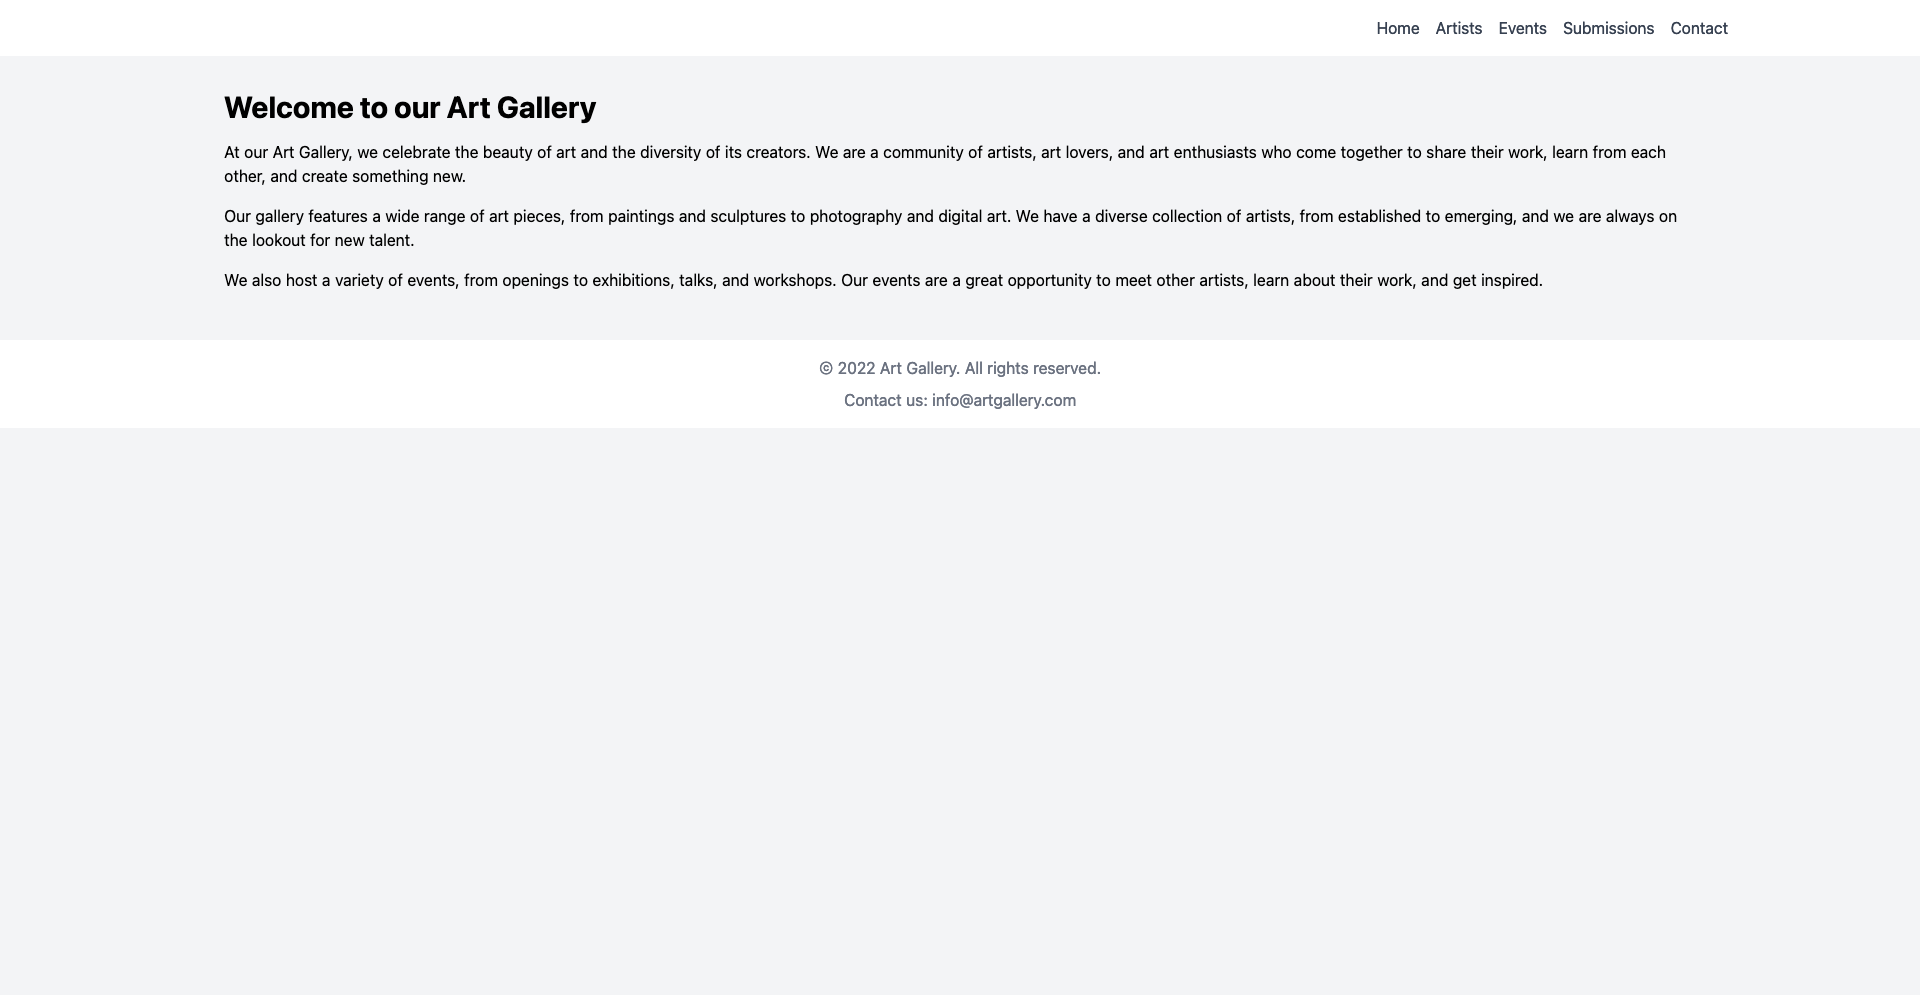 Home Artists Events Submissions Contact
Welcome to our Art Gallery
At our Art Gallery, we celebrate the beauty of art and the diversity of its creators. We are a community of artists, art lovers, and art enthusiasts who come together to share their work, learn from each
other, and create something new.
Our gallery features a wide range of art pieces, from paintings and sculptures to photography and digital art. We have a diverse collection of artists, from established to emerging, and we are always on
the lookout for new talent.
We also host a variety of events, from openings to exhibitions, talks, and workshops. Our events are a great opportunity to meet other artists, learn about their work, and get inspired.
© 2022 Art Gallery. All rights reserved.
Contact us: info@artgallery.com